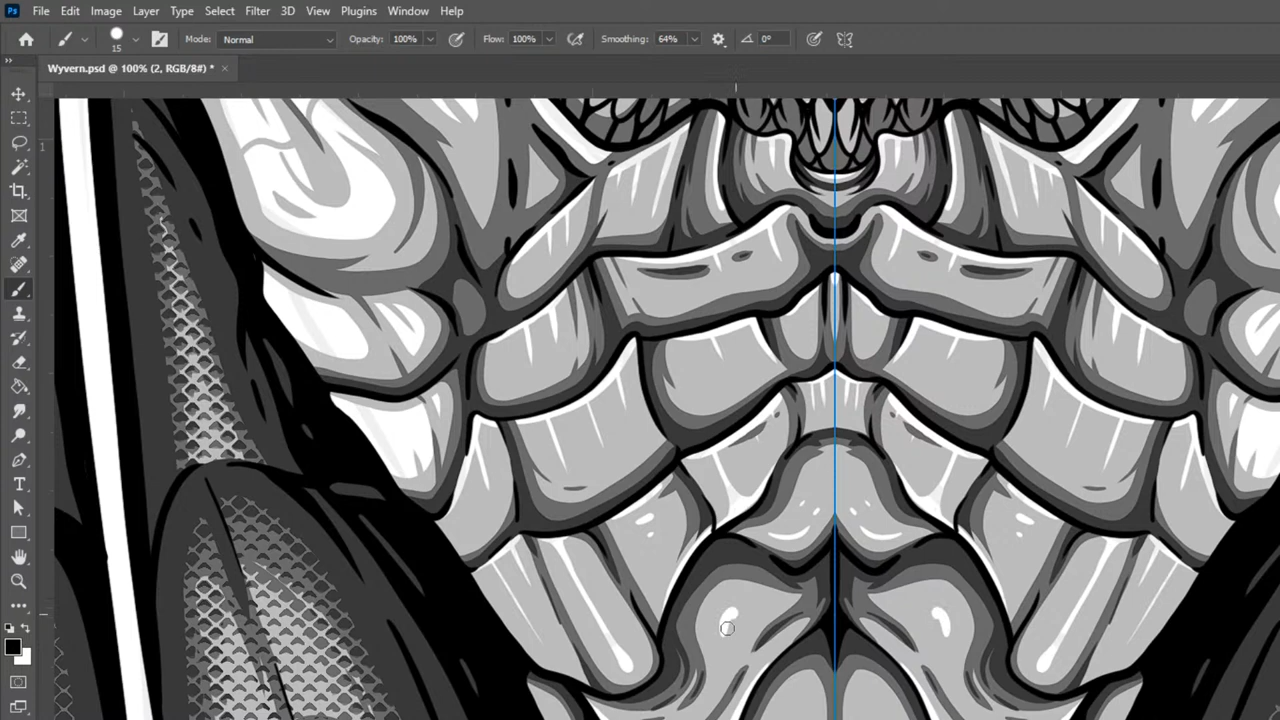 Ps File Edit Image Layer Type Select Filter 3D View Plugins Window Help
15 Mode: Normal Opacity: 100% Flow: 100% Smoothing: 64% 0°
Wyvern.psd @ 100% (2, RGB/8#) * ×
1
T